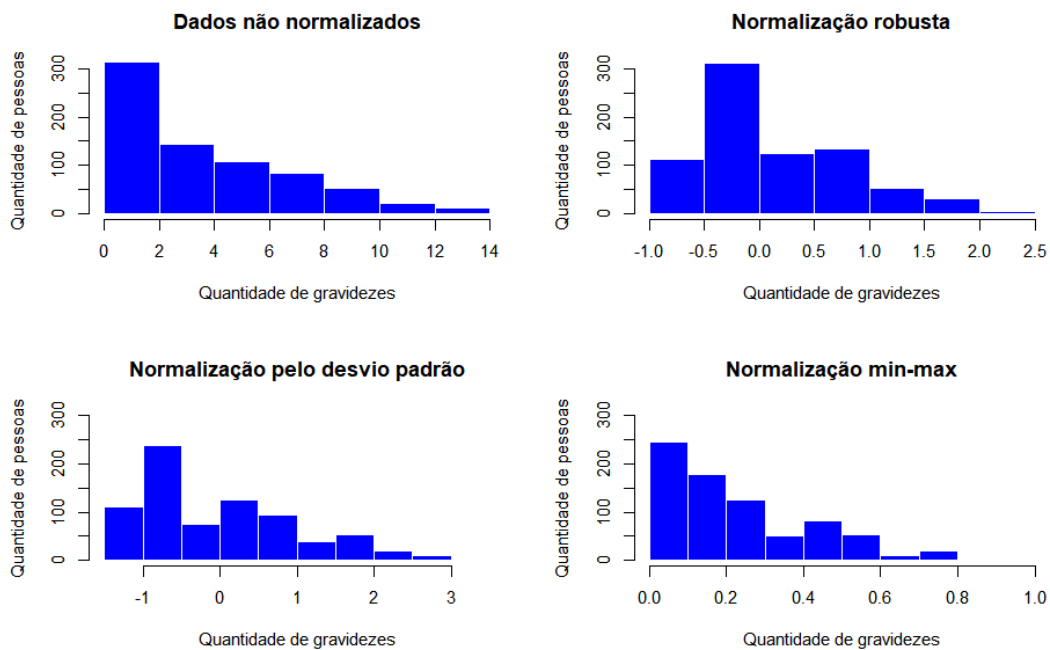 Dados não normalizados
Quantidade de pessoas
300
200
100
0
0 2 4 6 8 10 12 14
Quantidade de gravidezes
Normalização robusta
Quantidade de pessoas
300
200
100
0
-1.0 -0.5 0.0 0.5 1.0 1.5 2.0 2.5
Quantidade de gravidezes
Normalização pelo desvio padrão
Quantidade de pessoas
300
200
100
0
-1 0 1 2 3
Quantidade de gravidezes
Normalização min-max
Quantidade de pessoas
300
200
100
0
0.0 0.2 0.4 0.6 0.8 1.0
Quantidade de gravidezes